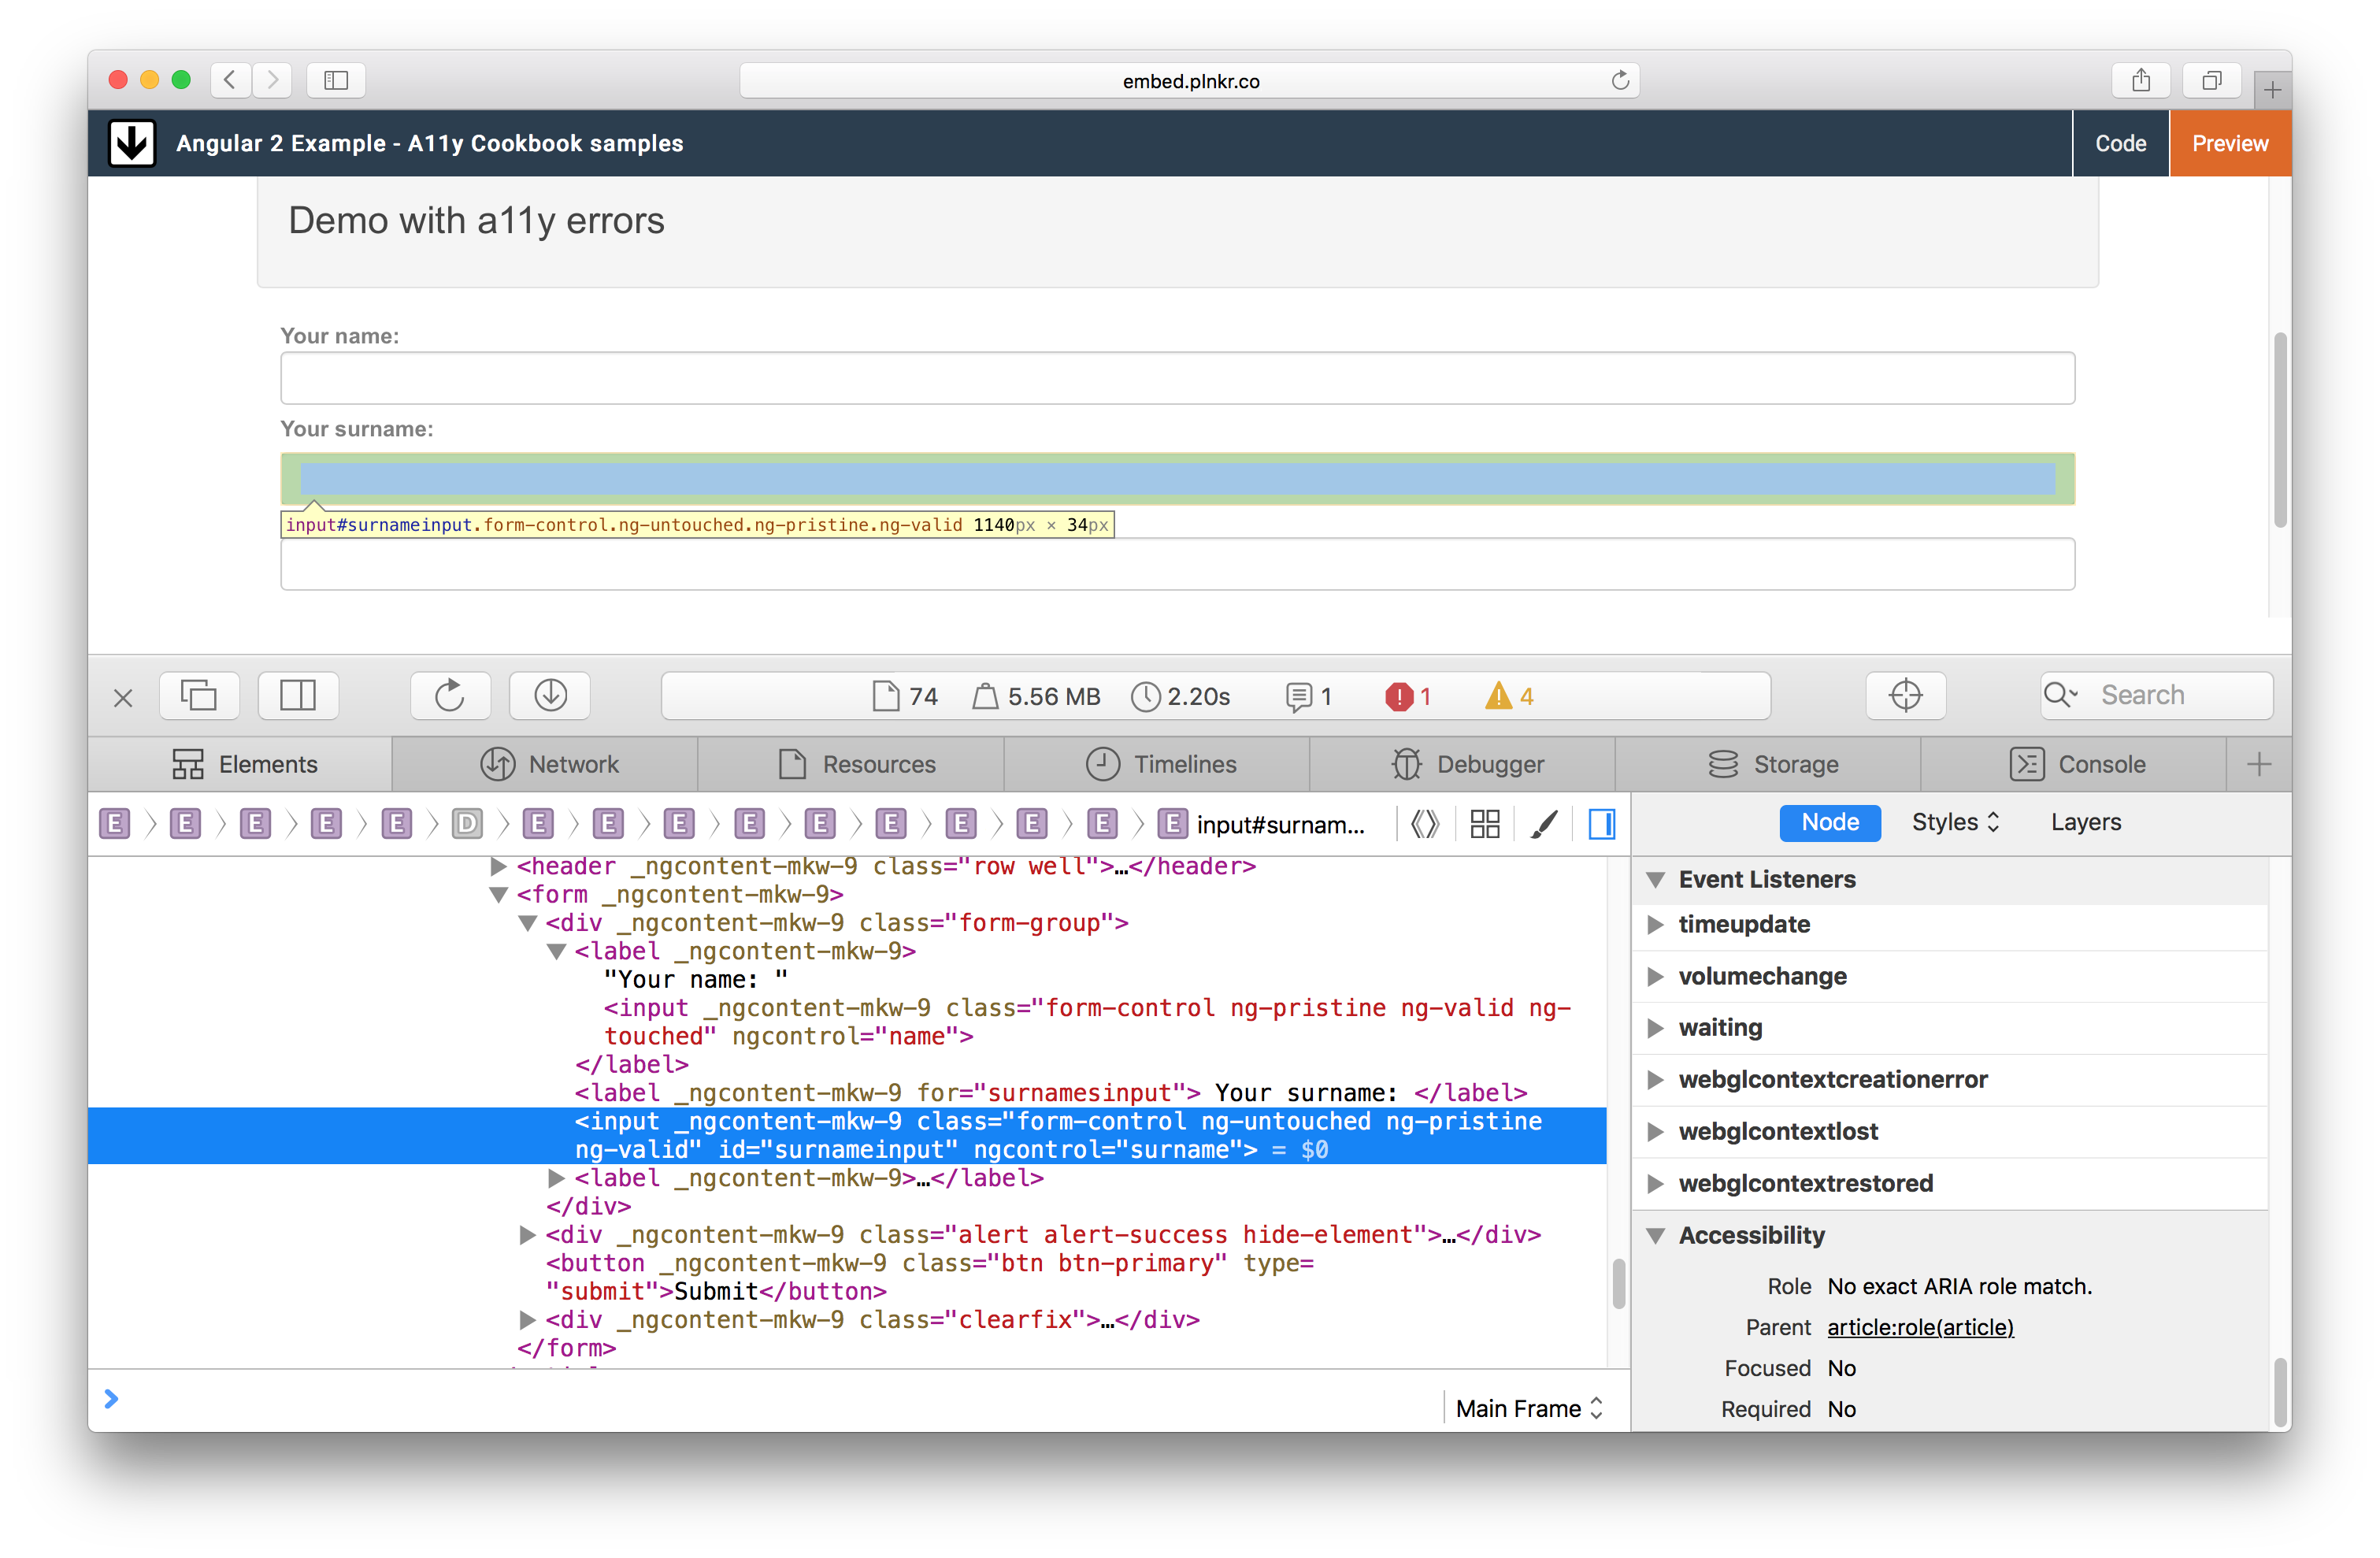 embed.plnkr.co
Angular 2 Example - A11y Cookbook samples
Code
Preview
Demo with a11y errors
Your name:
Your surname:
input#surnameinput.form-control.ng-untouched.ng-pristine.ng-valid 1140px × 34px
74 5.56 MB 2.20s 1 1 4
Search
Elements
Network
Resources
Timelines
Debugger
Storage
Console
E E E E E D E E E E E E E E E E input#surnam...
Node Styles Layers
<header _ngcontent-mkw-9 class="row well">…</header>
<form _ngcontent-mkw-9>
<div _ngcontent-mkw-9 class="form-group">
<label _ngcontent-mkw-9>
"Your name: "
<input _ngcontent-mkw-9 class="form-control ng-pristine ng-valid ng-
touched" ngcontrol="name">
</label>
<label _ngcontent-mkw-9 for="surnamesinput"> Your surname: </label>
<input _ngcontent-mkw-9 class="form-control ng-untouched ng-pristine
ng-valid" id="surnameinput" ngcontrol="surname"> = $0
<label _ngcontent-mkw-9>…</label>
</div>
<div _ngcontent-mkw-9 class="alert alert-success hide-element">…</div>
<button _ngcontent-mkw-9 class="btn btn-primary" type=
"submit">Submit</button>
<div _ngcontent-mkw-9 class="clearfix">…</div>
</form>
Main Frame
Event Listeners
timeupdate
volumechange
waiting
webglcontextcreationerror
webglcontextlost
webglcontextrestored
Accessibility
Role No exact ARIA role match.
Parent article:role(article)
Focused No
Required No